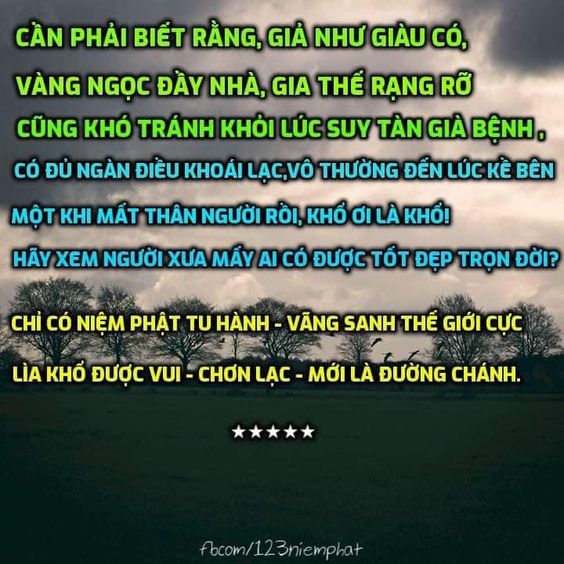 CẦN PHẢI BIẾT RẰNG, GIẢ NHƯ GIÀU CÓ,
VÀNG NGỌC ĐẦY NHÀ, GIA THẾ RẠNG RỠ
CŨNG KHÓ TRÁNH KHỎI LÚC SUY TÀN GIÀ BỆNH,
CÓ ĐỦ NGÀN ĐIỀU KHOÁI LẠC,VÔ THƯỜNG ĐẾN LÚC KỀ BÊN
MỘT KHI MẤT THÂN NGƯỜI RỒI, KHỔ ƠI LÀ KHỔ!
HÃY XEM NGƯỜI XƯA MẤY AI CÓ ĐƯỢC TỐT ĐẸP TRỌN ĐỜI?
CHỈ CÓ NIỆM PHẬT TU HÀNH - VÃNG SANH THẾ GIỚI CỰC
LÌA KHỔ ĐƯỢC VUI - CHƠN LẠC - MỚI LÀ ĐƯỜNG CHÁNH.
★★★★★
fb.com/123niemphat